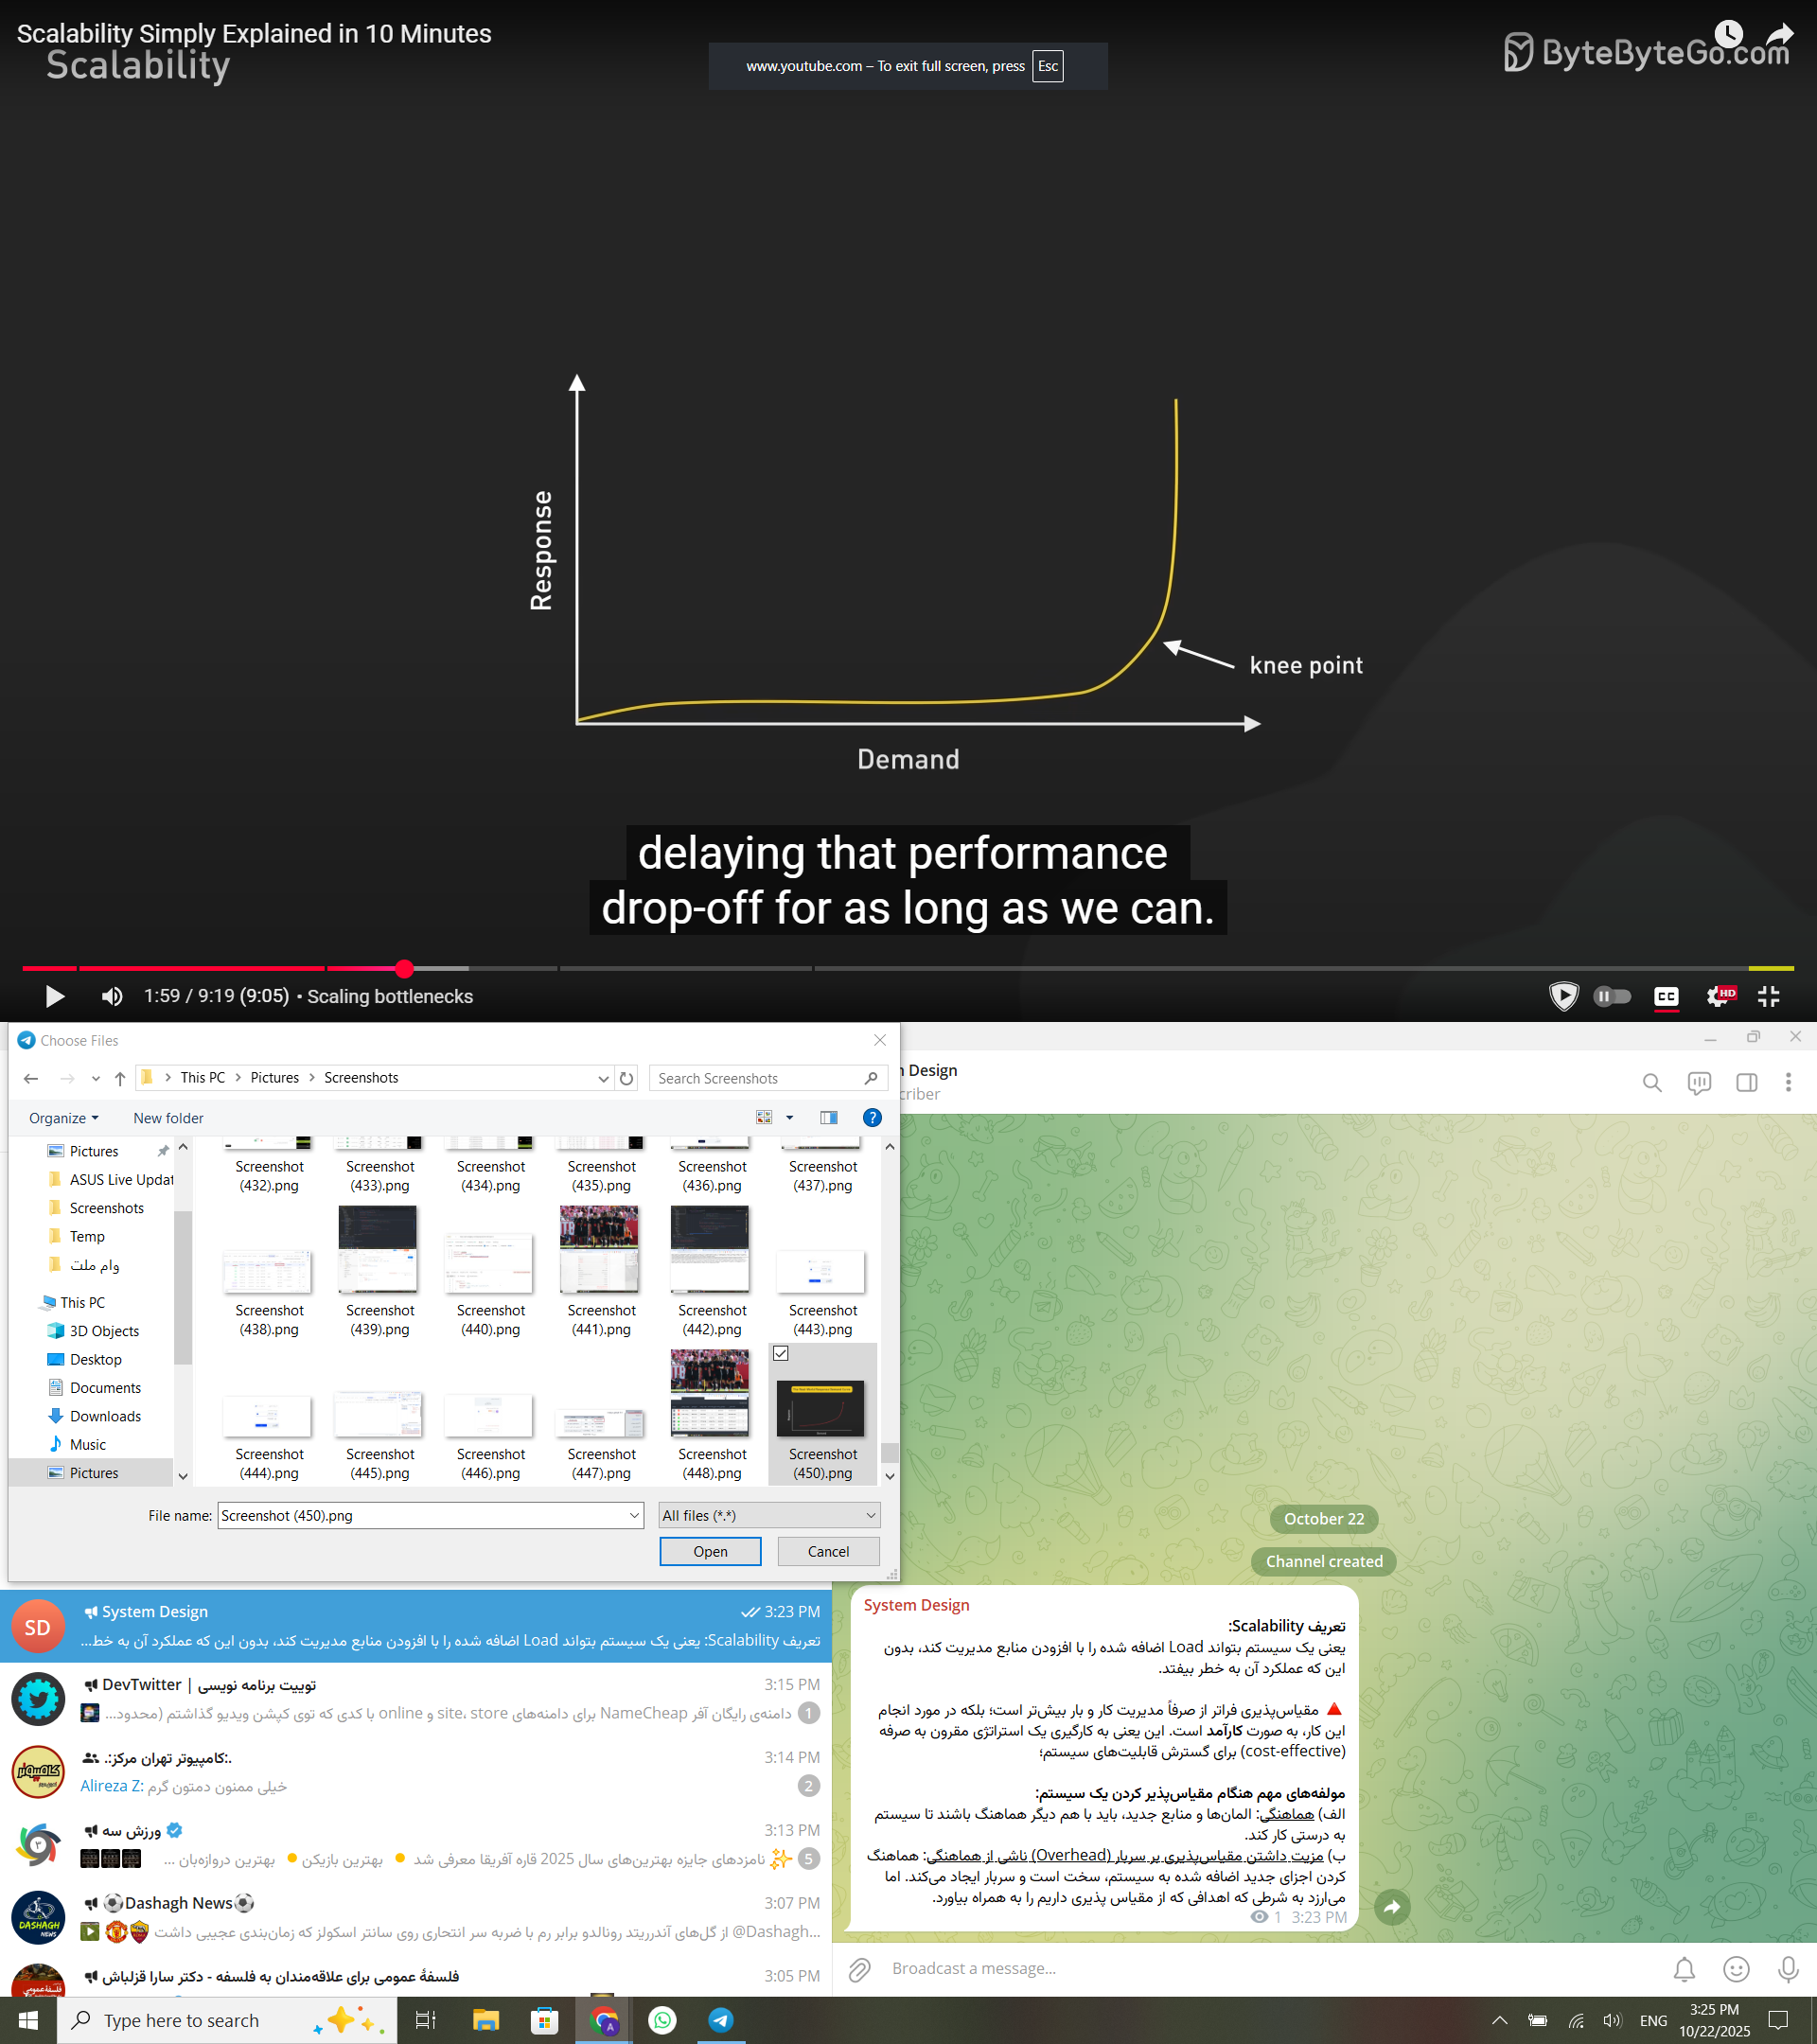 Scalability Simply Explained in 10 Minutes
Scalability
www.youtube.com – To exit full screen, press Esc
ByteByteGo.com
Response
knee point
Demand
delaying that performance
drop-off for as long as we can.
1:59 / 9:19 (9:05) • Scaling bottlenecks
CC
HD
Choose Files
This PC
Pictures
Screenshots
Search Screenshots
Organize
New folder
Pictures
ASUS Live Updat
Screenshots
Temp
وام ملت
This PC
3D Objects
Desktop
Documents
Downloads
Music
Pictures
Screenshot (432).png
Screenshot (433).png
Screenshot (434).png
Screenshot (435).png
Screenshot (436).png
Screenshot (437).png
Screenshot (438).png
Screenshot (439).png
Screenshot (440).png
Screenshot (441).png
Screenshot (442).png
Screenshot (443).png
Screenshot (444).png
Screenshot (445).png
Screenshot (446).png
Screenshot (447).png
Screenshot (448).png
Screenshot (450).png
File name: Screenshot (450).png
All files (*.*)
Open
Cancel
Design
criber
October 22
Channel created
System Design
تعریف Scalability:
یعنی یک سیستم بتواند Load اضافه شده را با افزودن منابع مدیریت کند، بدون
این که عملکرد آن به خطر بیفتد.
🔺 مقیاس‌پذیری فراتر از صرفاً مدیریت کار و بار بیش‌تر است؛ بلکه در مورد انجام
این کار، به صورت کارآمد است. این یعنی به کارگیری یک استراتژی مقرون به صرفه
(cost-effective) برای گسترش قابلیت‌های سیستم؛
مولفه‌های مهم هنگام مقیاس‌پذیر کردن یک سیستم:
الف) هماهنگی: المان‌ها و منابع جدید، باید با هم دیگر هماهنگ باشند تا سیستم
به درستی کار کند.
ب) مزیت داشتن مقیاس‌پذیری بر سربار (Overhead) ناشی از هماهنگی: هماهنگ
کردن اجزای جدید اضافه شده به سیستم، سخت است و سربار ایجاد می‌کند. اما
می‌ارزد به شرطی که اهدافی که از مقیاس پذیری داریم را به همراه بیاورد.
1 3:23 PM
Broadcast a message...
SD
System Design
3:23 PM
تعریف Scalability: یعنی یک سیستم بتواند Load اضافه شده را با افزودن منابع مدیریت کند، بدون این که عملکرد آن به خط...
DevTwitter | توییت برنامه نویسی
3:15 PM
دامنه‌ی رایگان آفر NameCheap برای دامنه‌های site، store و online با کدی که توی کپشن ویدیو گذاشتم (محدود...
1
.:کامپیوتر تهران مرکز:.
3:14 PM
Alireza Z: خیلی ممنون دمتون گرم
2
ورزش سه
3:13 PM
نامزدهای جایزه بهترین‌های سال 2025 قاره آفریقا معرفی شد بهترین بازیکن بهترین دروازه‌بان ...
5
Dashagh News
3:07 PM
DASHAGH NEWS
از گل‌های آندرریتد رونالدو برابر رم با ضربه سر انتحاری روی سانتر اسکولز که زمان‌بندی عجیبی داشت @Dashagh...
فلسفهٔ عمومی برای علاقه‌مندان به فلسفه - دکتر سارا قزلباش
3:05 PM
Type here to search
ENG
3:25 PM
10/22/2025